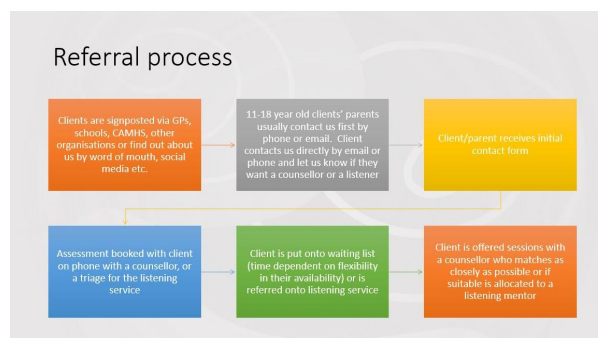 Referral process
Clients are signposted via GPs,
schools, CAMHS, other
organisations or find out about
us by word of mouth, social
media etc.
11-18 year old clients' parents
usually contact us first by
phone or email. Client
contacts us directly by email or
phone and let us know if they
want a counsellor or a listener
Client/parent receives initial
contact form
Assessment booked with client
on phone with a counsellor, or
a triage for the listening
service
Client is put onto waiting list
(time dependent on flexibility
in their availability) or is
referred onto listening service
Client is offered sessions with
a counsellor who matches as
closely as possible or if
suitable is allocated to a
listening mentor